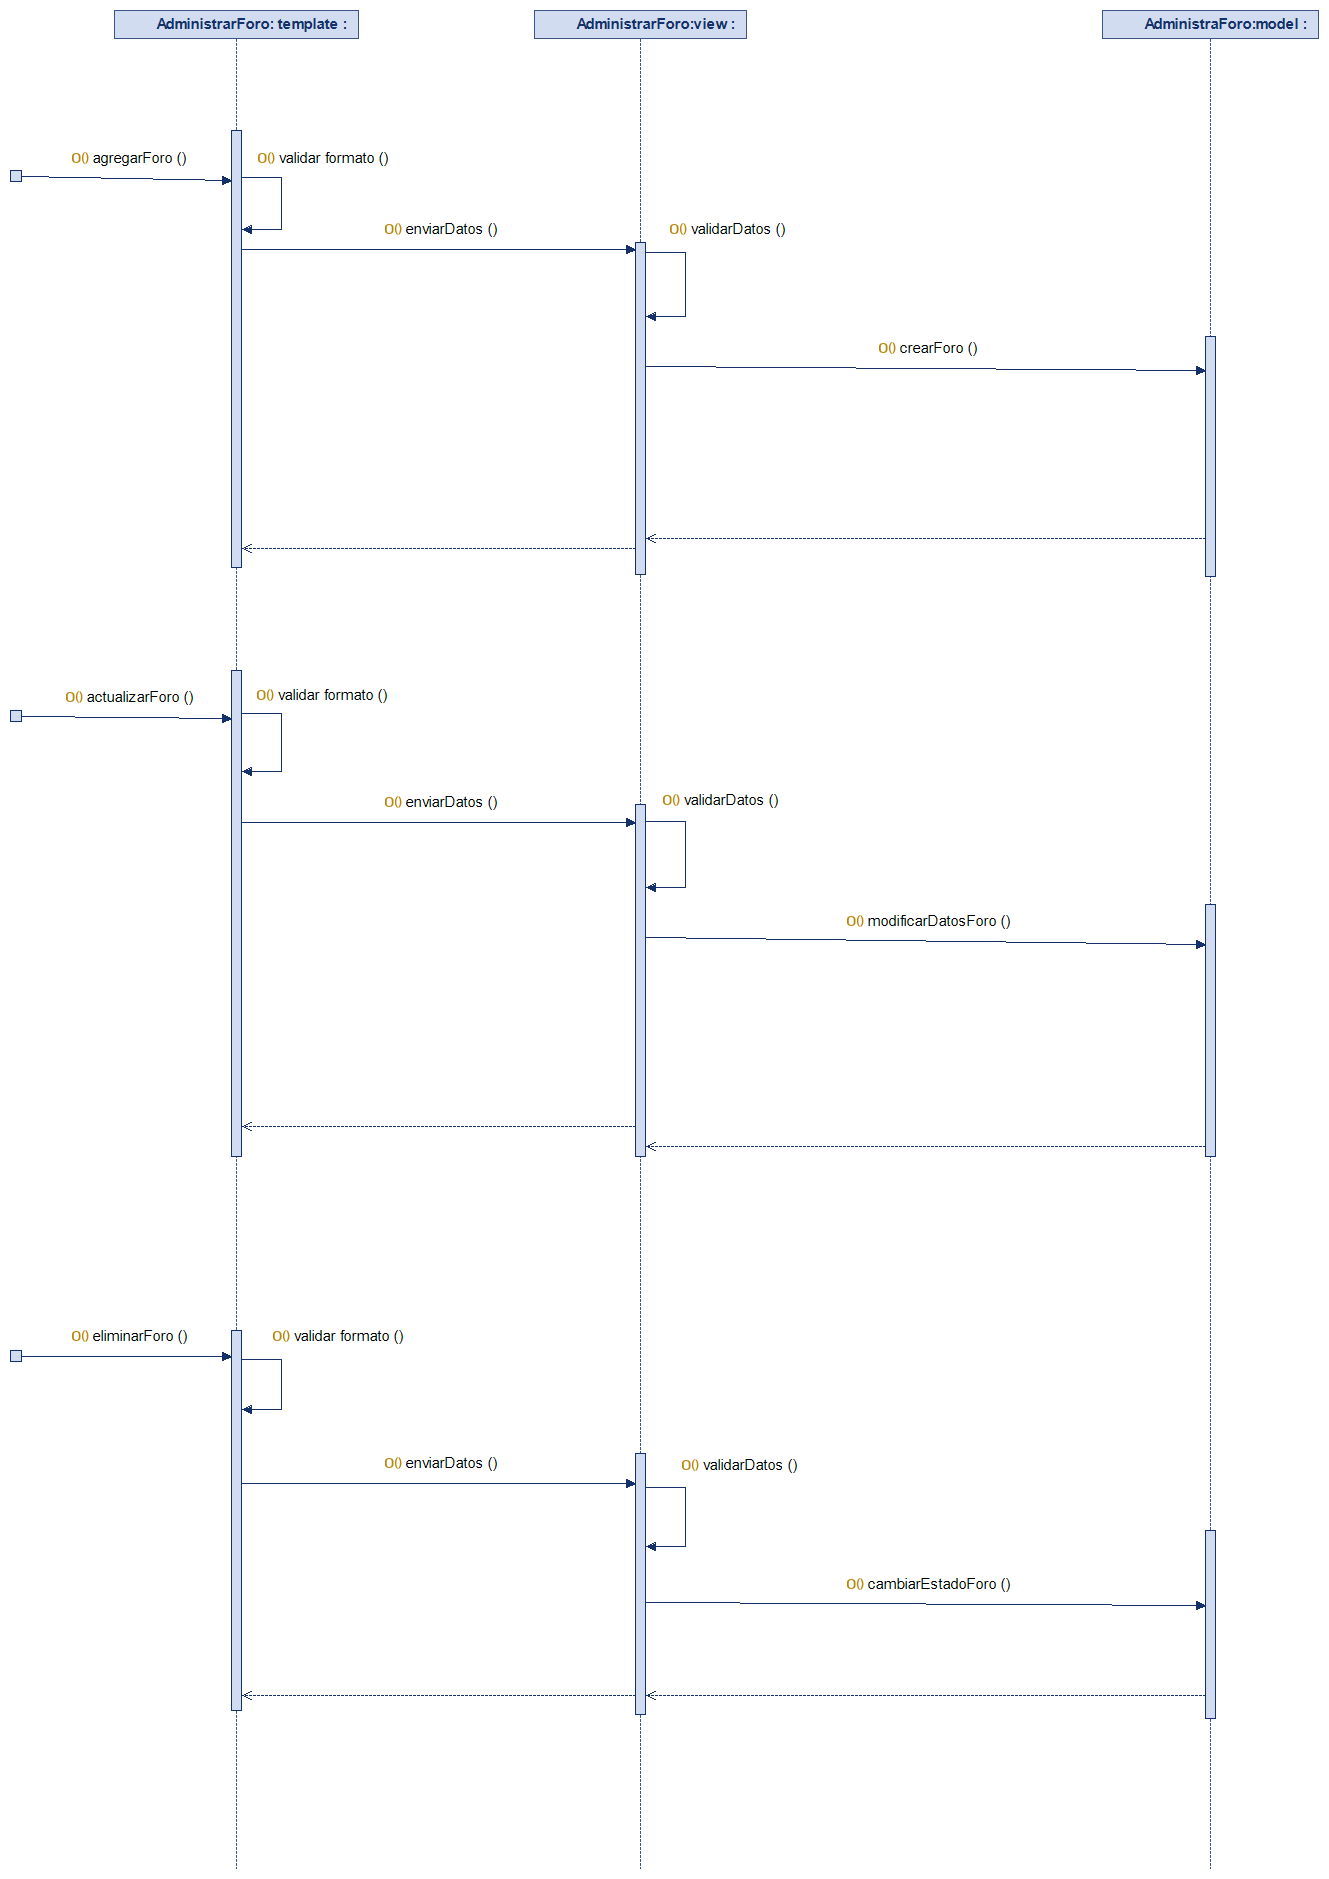 AdministrarForo: template :
AdministrarForo:view :
AdministraForo:model :
O() agregarForo ()
O() validar formato ()
O() enviarDatos ()
O() validarDatos ()
O() crearForo ()
O() actualizarForo ()
O() validar formato ()
O() enviarDatos ()
O() validarDatos ()
O() modificarDatosForo ()
O() eliminarForo ()
O() validar formato ()
O() enviarDatos ()
O() validarDatos ()
O() cambiarEstadoForo ()